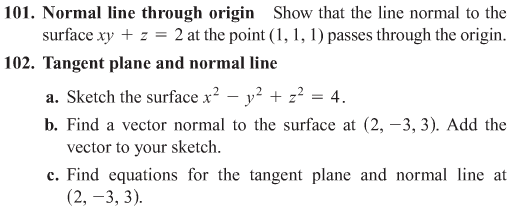 101. Normal line through origin Show that the line normal to the
surface xy + z = 2 at the point (1, 1, 1) passes through the origin.
102. Tangent plane and normal line
a. Sketch the surface x² − y² + z² = 4.
b. Find a vector normal to the surface at (2, −3, 3). Add the
vector to your sketch.
c. Find equations for the tangent plane and normal line at
(2, −3, 3).